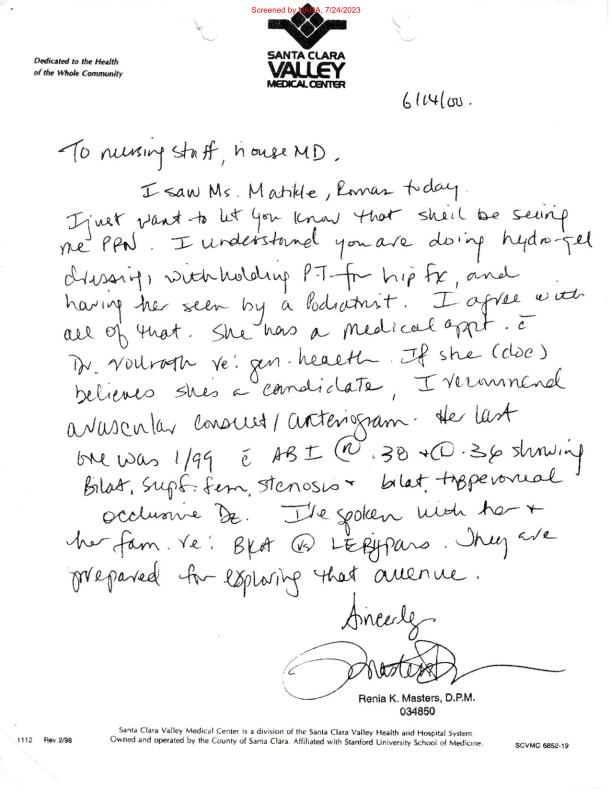 Screened by NARA, 7/24/2023
SANTA CLARA
VALLEY
MEDICAL CENTER
Dedicated to the Health
of the Whole Community
6/14/00.
To nursing staff, house MD.
I saw Ms. Matikle, Romas today.
I just want to let you know that she'll be seeing
me PRN. I understand you are doing hydro-gel
dressing, withholding P.T. for hip fx, and
having her seen by a Podiatrist. I agree with
all of that. She has a medical appt. c̄
Dr. Vollrath re: gen. health. If she (doc)
believes she's a candidate, I recommend
a vascular consult/arteriogram. Her last
one was 1/99 c̄ ABI Ⓡ .38 + Ⓛ .36 showing
Bilat. supf. fem. stenosis + bilat.
occlusive Dz. I've spoken with her +
her fam. re: BKA vs LE Bypass. They are
prepared for exploring that avenue.
Sincerely,
Renia K. Masters, D.P.M.
034850
Santa Clara Valley Medical Center is a division of the Santa Clara Valley Health and Hospital System
Owned and operated by the County of Santa Clara. Affiliated with Stanford University School of Medicine.
1112 Rev 2/98
SCVMC 6852-19